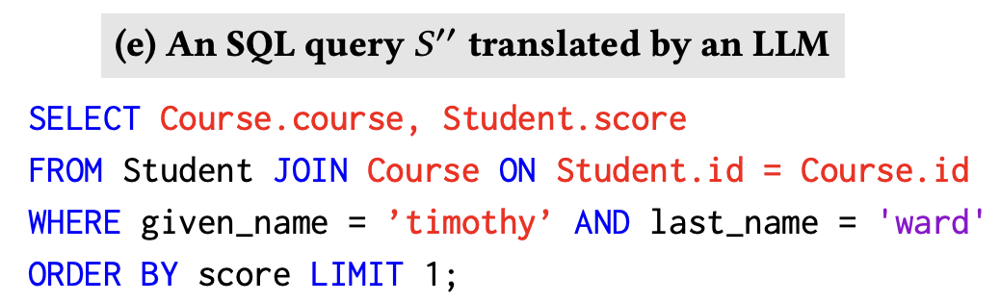 (e) An SQL query S′′ translated by an LLM
SELECT Course.course, Student.score
FROM Student JOIN Course ON Student.id = Course.id
WHERE given_name = ’timothy’ AND last_name = 'ward'
ORDER BY score LIMIT 1;